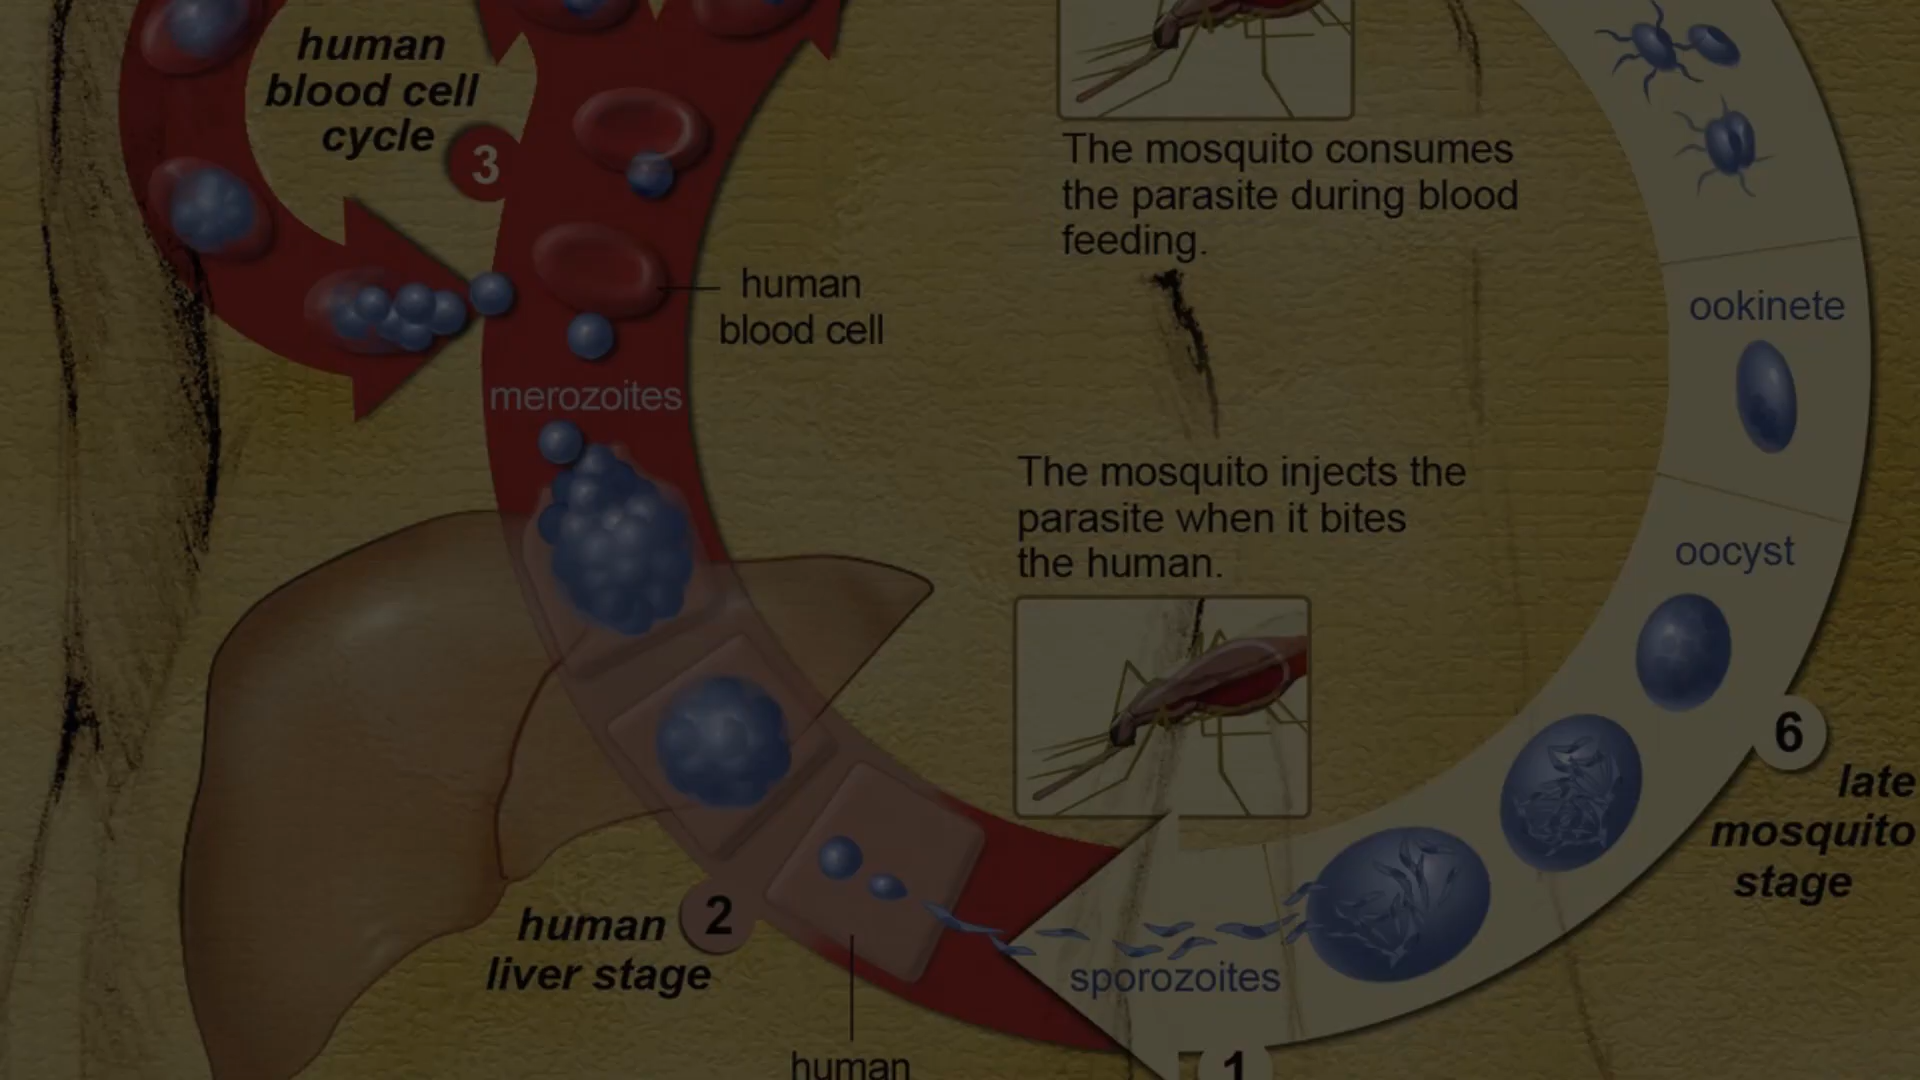 human
blood cell
cycle
3
The mosquito consumes
the parasite during blood
feeding.
human
blood cell
ookinete
merozoites
The mosquito injects the
parasite when it bites
the human.
oocyst
6
late
mosquito
stage
2
human
liver stage
sporozoites
human
1